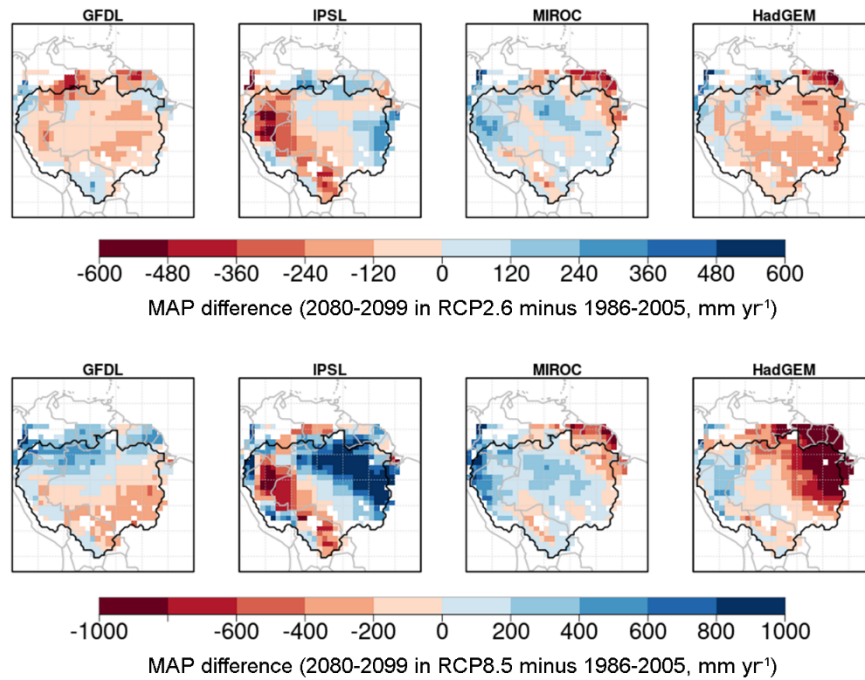 GFDL IPSL MIROC HadGEM
-600 -480 -360 -240 -120 0 120 240 360 480 600
MAP difference (2080-2099 in RCP2.6 minus 1986-2005, mm yr⁻¹)
GFDL IPSL MIROC HadGEM
-1000 -600 -400 -200 0 200 400 600 800 1000
MAP difference (2080-2099 in RCP8.5 minus 1986-2005, mm yr⁻¹)